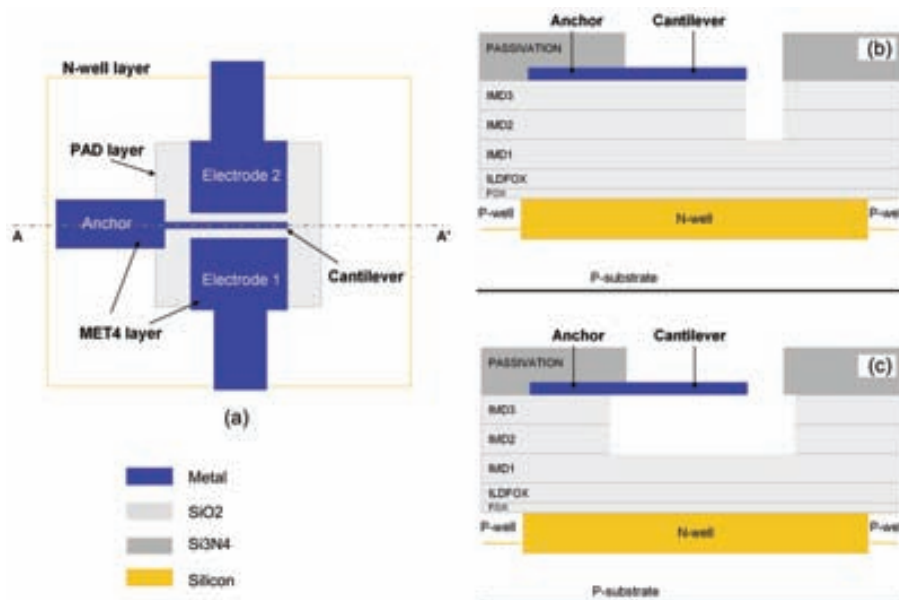 N-well layer
PAD layer
Electrode 2
Anchor
A
A'
Electrode 1
Cantilever
MET4 layer
(a)
Metal
SiO2
Si3N4
Silicon
Anchor
Cantilever
PASSIVATION
(b)
IMD3
IMD2
IMD1
ILDFOX
FOX
P-well
N-well
P-well
P-substrate
Anchor
Cantilever
PASSIVATION
(c)
IMD3
IMD2
IMD1
ILDFOX
FOX
P-well
N-well
P-well
P-substrate